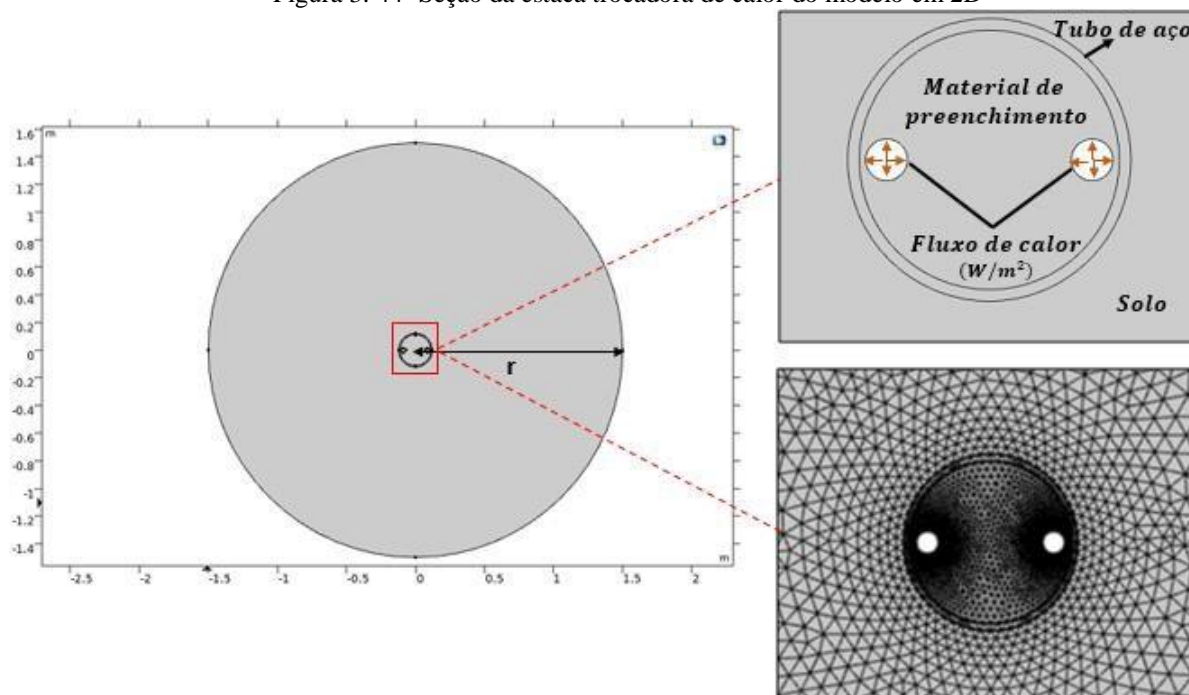 Figura 3. 44- Seção da estaca trocadora de calor do modelo em 2D
Tubo de aço
Material de
preenchimento
Fluxo de calor
(W/m²)
Solo
m
1.6
1.4
1.2
1
0.8
0.6
0.4
0.2
0
-0.2
-0.4
-0.6
-0.8
-1
-1.2
-1.4
r
m
-2.5
-2
-1.5
-1
-0.5
0
0.5
1
1.5
2